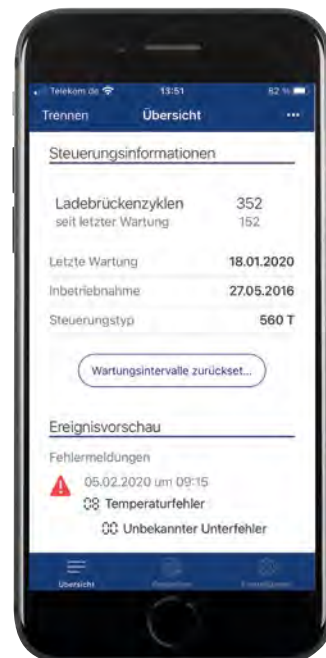 Telekom.de 13:51 82 %
Trennen Übersicht ...
Steuerungsinformationen
Ladebrückenzyklen 352
seit letzter Wartung 152
Letzte Wartung 18.01.2020
Inbetriebnahme 27.05.2016
Steuerungstyp 560 T
Wartungsintervalle zurückset...
Ereignisvorschau
Fehlermeldungen
05.02.2020 um 09:15
08 Temperaturfehler
00 Unbekannter Unterfehler
Übersicht